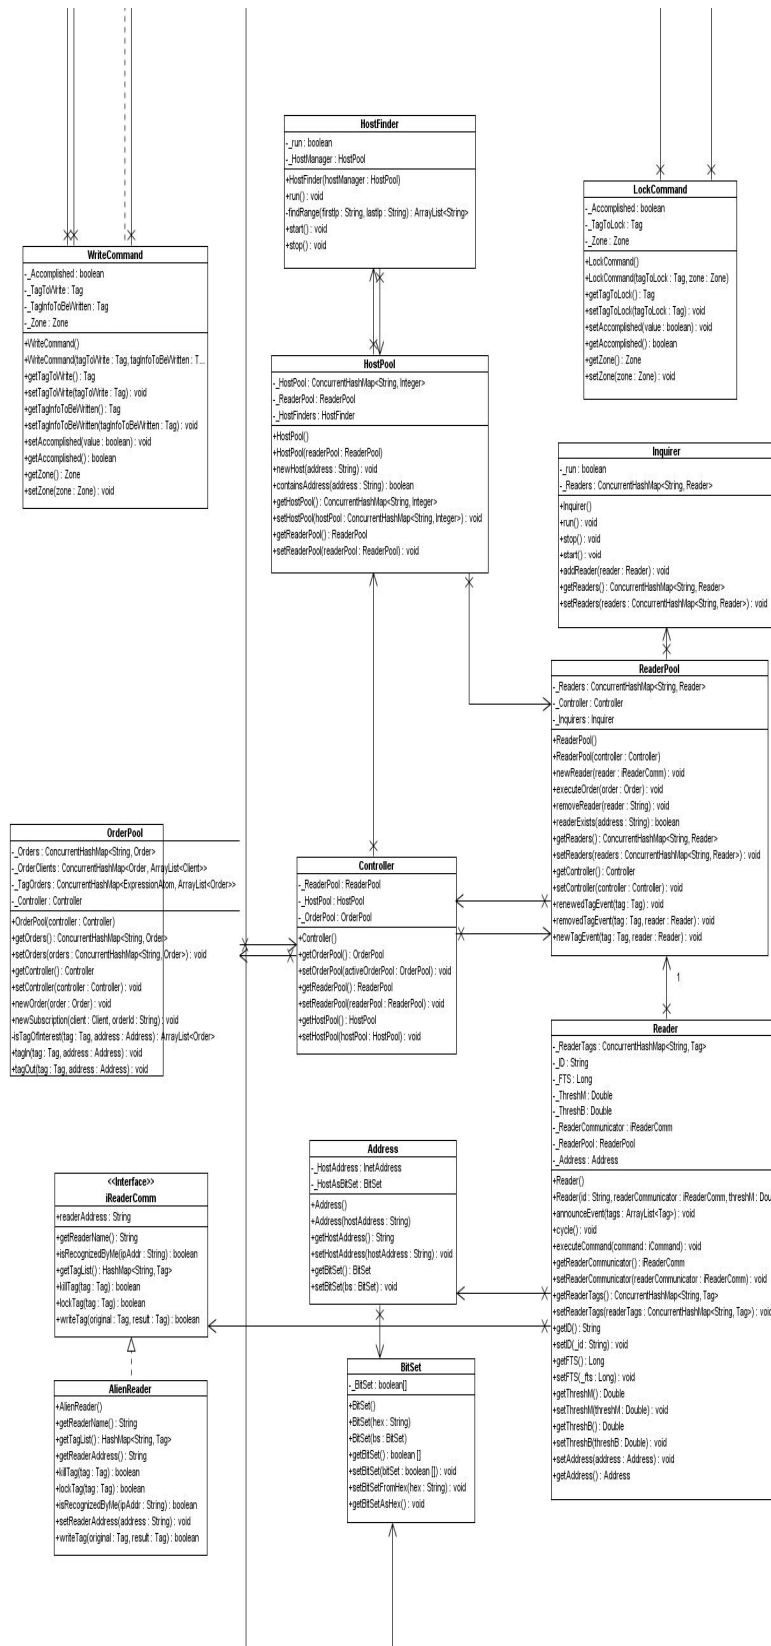 HostFinder
-_run : boolean
-_HostManager : HostPool
+HostFinder(hostManager : HostPool)
+run() : void
-findRange(firstIp : String, lastIp : String) : ArrayList<String>
+start() : void
+stop() : void
LockCommand
-_Accomplished : boolean
-_TagToLock : Tag
-_Zone : Zone
+LockCommand()
+LockCommand(tagToLock : Tag, zone : Zone)
+getTagToLock() : Tag
+setTagToLock(tagToLock : Tag) : void
+setAccomplished(value : boolean) : void
+getAccomplished() : boolean
+getZone() : Zone
+setZone(zone : Zone) : void
WriteCommand
-_Accomplished : boolean
-_TagToWrite : Tag
-_TagInfoToBeWritten : Tag
-_Zone : Zone
+WriteCommand()
+WriteCommand(tagToWrite : Tag, tagInfoToBeWritten : T...
+getTagToWrite() : Tag
+setTagToWrite(tagToWrite : Tag) : void
+getTagInfoToBeWritten() : Tag
+setTagInfoToBeWritten(tagInfoToBeWritten : Tag) : void
+setAccomplished(value : boolean) : void
+getAccomplished() : boolean
+getZone() : Zone
+setZone(zone : Zone) : void
HostPool
-_HostPool : ConcurrentHashMap<String, Integer>
-_ReaderPool : ReaderPool
-_HostFinders : HostFinder
+HostPool()
+HostPool(readerPool : ReaderPool)
+newHost(address : String) : void
+containsAddress(address : String) : boolean
+getHostPool() : ConcurrentHashMap<String, Integer>
+setHostPool(hostPool : ConcurrentHashMap<String, Integer>) : void
+getReaderPool() : ReaderPool
+setReaderPool(readerPool : ReaderPool) : void
Inquirer
-_run : boolean
-_Readers : ConcurrentHashMap<String, Reader>
+Inquirer()
+run() : void
+stop() : void
+start() : void
+addReader(reader : Reader) : void
+getReaders() : ConcurrentHashMap<String, Reader>
+setReaders(readers : ConcurrentHashMap<String, Reader>) : void
ReaderPool
-_Readers : ConcurrentHashMap<String, Reader>
-_Controller : Controller
-_Inquirers : Inquirer
+ReaderPool()
+ReaderPool(controller : Controller)
+newReader(reader : iReaderComm) : void
+executeOrder(order : Order) : void
+removeReader(reader : String) : void
+readerExists(address : String) : boolean
+getReaders() : ConcurrentHashMap<String, Reader>
+setReaders(readers : ConcurrentHashMap<String, Reader>) : void
+getController() : Controller
+setController(controller : Controller) : void
+renewedTagEvent(tag : Tag) : void
+removedTagEvent(tag : Tag, reader : Reader) : void
+newTagEvent(tag : Tag, reader : Reader) : void
1
OrderPool
-_Orders : ConcurrentHashMap<String, Order>
-_OrderClients : ConcurrentHashMap<Order, ArrayList<Client>>
-_TagOrders : ConcurrentHashMap<ExpressionAtom, ArrayList<Order>>
-_Controller : Controller
+OrderPool(controller : Controller)
+getOrders() : ConcurrentHashMap<String, Order>
+setOrders(orders : ConcurrentHashMap<String, Order>) : void
+getController() : Controller
+setController(controller : Controller) : void
+newOrder(order : Order) : void
+newSubscription(client : Client, orderId : String) : void
-isTagOfInterest(tag : Tag, address : Address) : ArrayList<Order>
+tagIn(tag : Tag, address : Address) : void
+tagOut(tag : Tag, address : Address) : void
Controller
-_ReaderPool : ReaderPool
-_HostPool : HostPool
-_OrderPool : OrderPool
+Controller()
+getOrderPool() : OrderPool
+setOrderPool(activeOrderPool : OrderPool) : void
+getReaderPool() : ReaderPool
+setReaderPool(readerPool : ReaderPool) : void
+getHostPool() : HostPool
+setHostPool(hostPool : HostPool) : void
Reader
-_ReaderTags : ConcurrentHashMap<String, Tag>
-_ID : String
-_FTS : Long
-_ThreshM : Double
-_ThreshB : Double
-_ReaderCommunicator : iReaderComm
-_ReaderPool : ReaderPool
-_Address : Address
+Reader()
+Reader(id : String, readerCommunicator : iReaderComm, threshM : Dou
+announceEvent(tags : ArrayList<Tag>) : void
+cycle() : void
+executeCommand(command : iCommand) : void
+getReaderCommunicator() : iReaderComm
+setReaderCommunicator(readerCommunicator : iReaderComm) : void
+getReaderTags() : ConcurrentHashMap<String, Tag>
+setReaderTags(readerTags : ConcurrentHashMap<String, Tag>) : void
+getID() : String
+setID(_id : String) : void
+getFTS() : Long
+setFTS(_fts : Long) : void
+getThreshM() : Double
+setThreshM(threshM : Double) : void
+getThreshB() : Double
+setThreshB(threshB : Double) : void
+setAddress(address : Address) : void
+getAddress() : Address
Address
-_HostAddress : InetAddress
-_HostAsBitSet : BitSet
+Address()
+Address(hostAddress : String)
+getHostAddress() : String
+setHostAddress(hostAddress : String) : void
+getBitSet() : BitSet
+setBitSet(bs : BitSet) : void
<<Interface>>
iReaderComm
+readerAddress : String
+getReaderName() : String
+isRecognizedByMe(ipAddr : String) : boolean
+getTagList() : HashMap<String, Tag>
+killTag(tag : Tag) : boolean
+lockTag(tag : Tag) : boolean
+writeTag(original : Tag, result : Tag) : boolean
BitSet
-_BitSet : boolean[]
+BitSet()
+BitSet(hex : String)
+BitSet(bs : BitSet)
+getBitSet() : boolean []
+setBitSet(bitSet : boolean []) : void
+setBitSetFromHex(hex : String) : void
+getBitSetAsHex() : void
AlienReader
+AlienReader()
+getReaderName() : String
+getTagList() : HashMap<String, Tag>
+getReaderAddress() : String
+killTag(tag : Tag) : boolean
+lockTag(tag : Tag) : boolean
+isRecognizedByMe(ipAddr : String) : boolean
+setReaderAddress(address : String) : void
+writeTag(original : Tag, result : Tag) : boolean